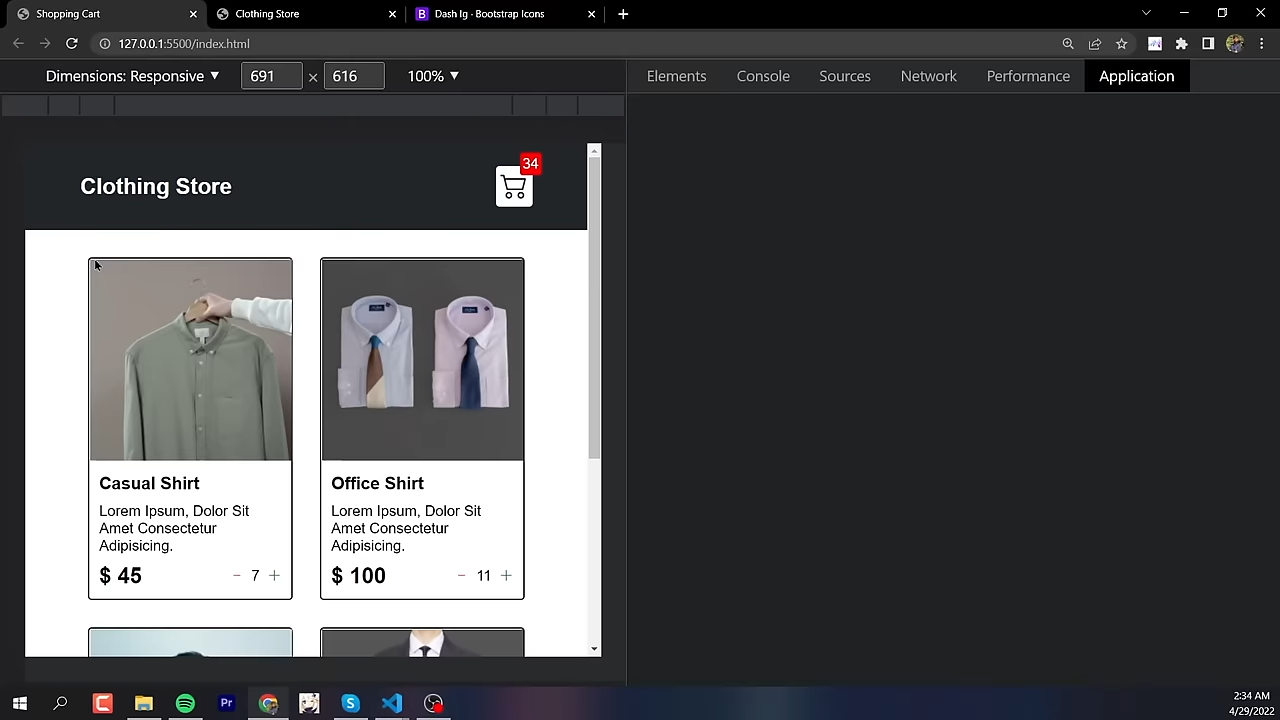 Shopping Cart
Clothing Store
Dash lg · Bootstrap Icons
127.0.0.1:5500/index.html
Dimensions: Responsive ▼ 691 × 616 100% ▼
Elements Console Sources Network Performance Application
Clothing Store
34
Casual Shirt
Lorem Ipsum, Dolor Sit
Amet Consectetur
Adipisicing.
$ 45 - 7 +
Office Shirt
Lorem Ipsum, Dolor Sit
Amet Consectetur
Adipisicing.
$ 100 - 11 +
2:34 AM
4/29/2022